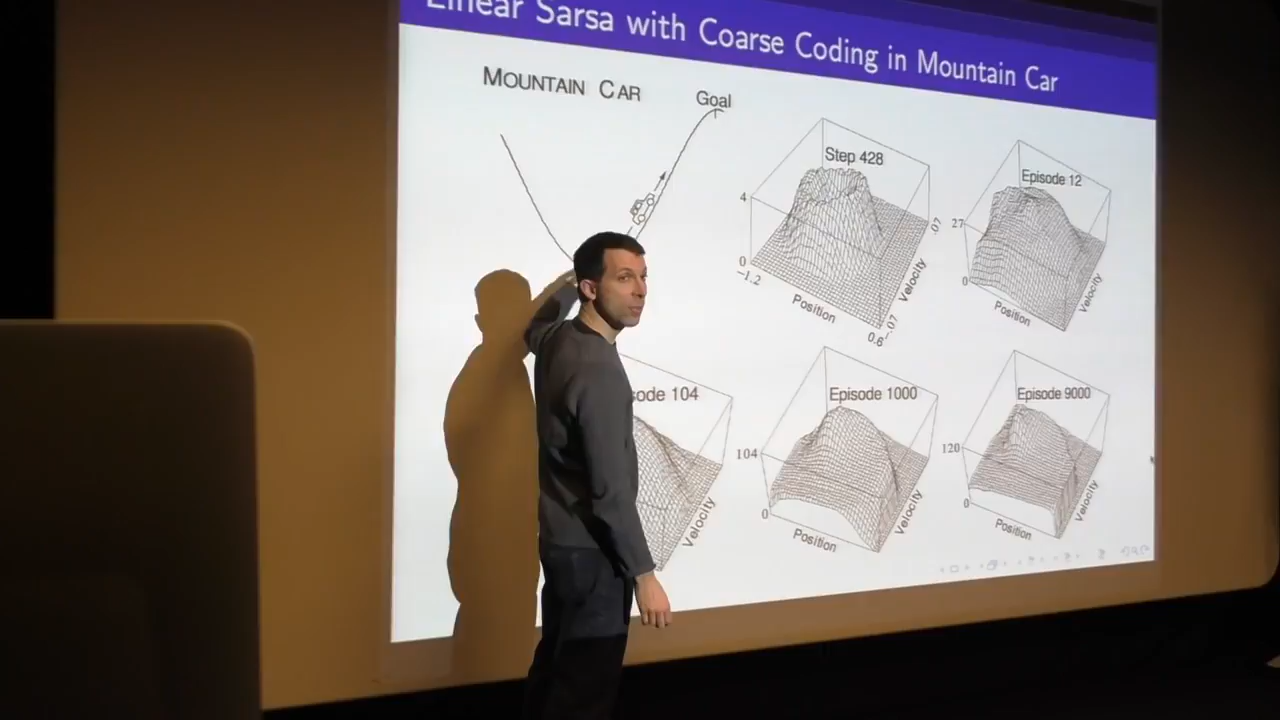 Linear Sarsa with Coarse Coding in Mountain Car
MOUNTAIN CAR
Goal
Step 428
4
0
-1.2
Position
0.6
-.07
Velocity
.07
Episode 12
27
0
Position
Velocity
104
Velocity
Episode 1000
104
0
Position
Velocity
Episode 9000
120
0
Position
Velocity